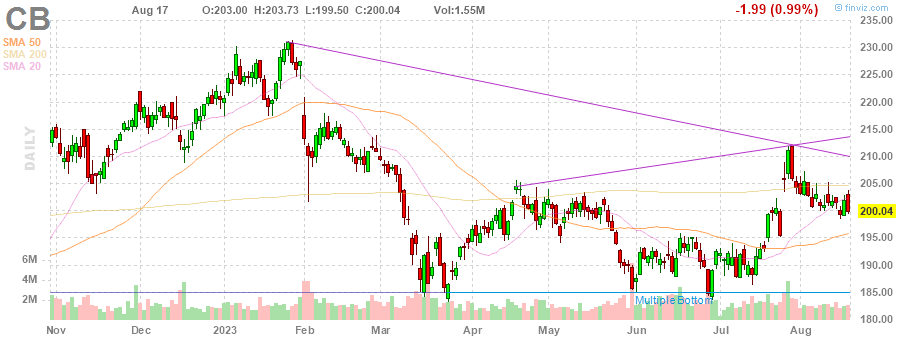 CB Aug 17 O:203.00 H:203.73 L:199.50 C:200.04 Vol:1.55M -1.99 (0.99%) © finviz.com
SMA 50
SMA 200
SMA 20
DAILY
235.00
230.00
225.00
220.00
215.00
210.00
205.00
200.04
195.00
190.00
185.00
180.00
6M
4M
2M
Multiple Bottom
Nov Dec 2023 Feb Mar Apr May Jun Jul Aug